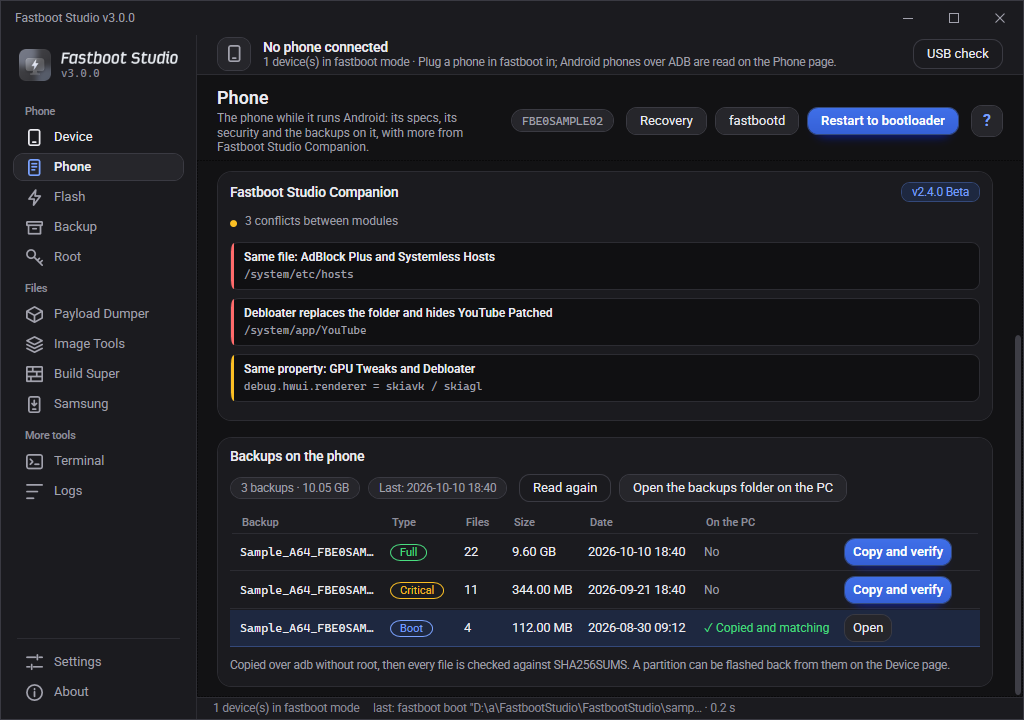 Fastboot Studio v3.0.0
Fastboot Studio
v3.0.0
No phone connected
1 device(s) in fastboot mode · Plug a phone in fastboot in; Android phones over ADB are read on the Phone page.
USB check
Phone
Device
Phone
Flash
Backup
Root
Files
Payload Dumper
Image Tools
Build Super
Samsung
More tools
Terminal
Logs
Settings
About
Phone
The phone while it runs Android: its specs, its
security and the backups on it, with more from
Fastboot Studio Companion.
FBE0SAMPLE02
Recovery
fastbootd
Restart to bootloader
?
Fastboot Studio Companion
v2.4.0 Beta
3 conflicts between modules
Same file: AdBlock Plus and Systemless Hosts
/system/etc/hosts
Debloater replaces the folder and hides YouTube Patched
/system/app/YouTube
Same property: GPU Tweaks and Debloater
debug.hwui.renderer = skiavk / skiagl
Backups on the phone
3 backups · 10.05 GB
Last: 2026-10-10 18:40
Read again
Open the backups folder on the PC
Backup Type Files Size Date On the PC
Sample_A64_FBE0SAM… Full 22 9.60 GB 2026-10-10 18:40 No Copy and verify
Sample_A64_FBE0SAM… Critical 11 344.00 MB 2026-09-21 18:40 No Copy and verify
Sample_A64_FBE0SAM… Boot 4 112.00 MB 2026-08-30 09:12 ✓ Copied and matching Open
Copied over adb without root, then every file is checked against SHA256SUMS. A partition can be flashed back from them on the Device page.
1 device(s) in fastboot mode last: fastboot boot "D:\a\FastbootStudio\FastbootStudio\samp… · 0.2 s